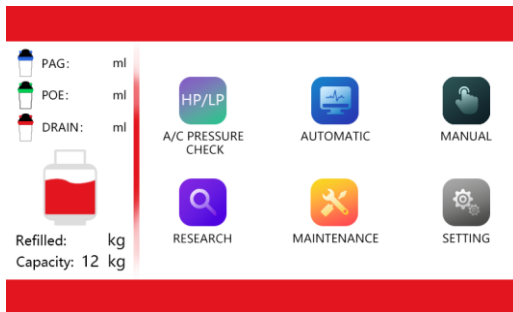 PAG: ml
POE: ml
DRAIN: ml
Refilled: kg
Capacity: 12 kg
HP/LP
A/C PRESSURE
CHECK
AUTOMATIC
MANUAL
RESEARCH
MAINTENANCE
SETTING